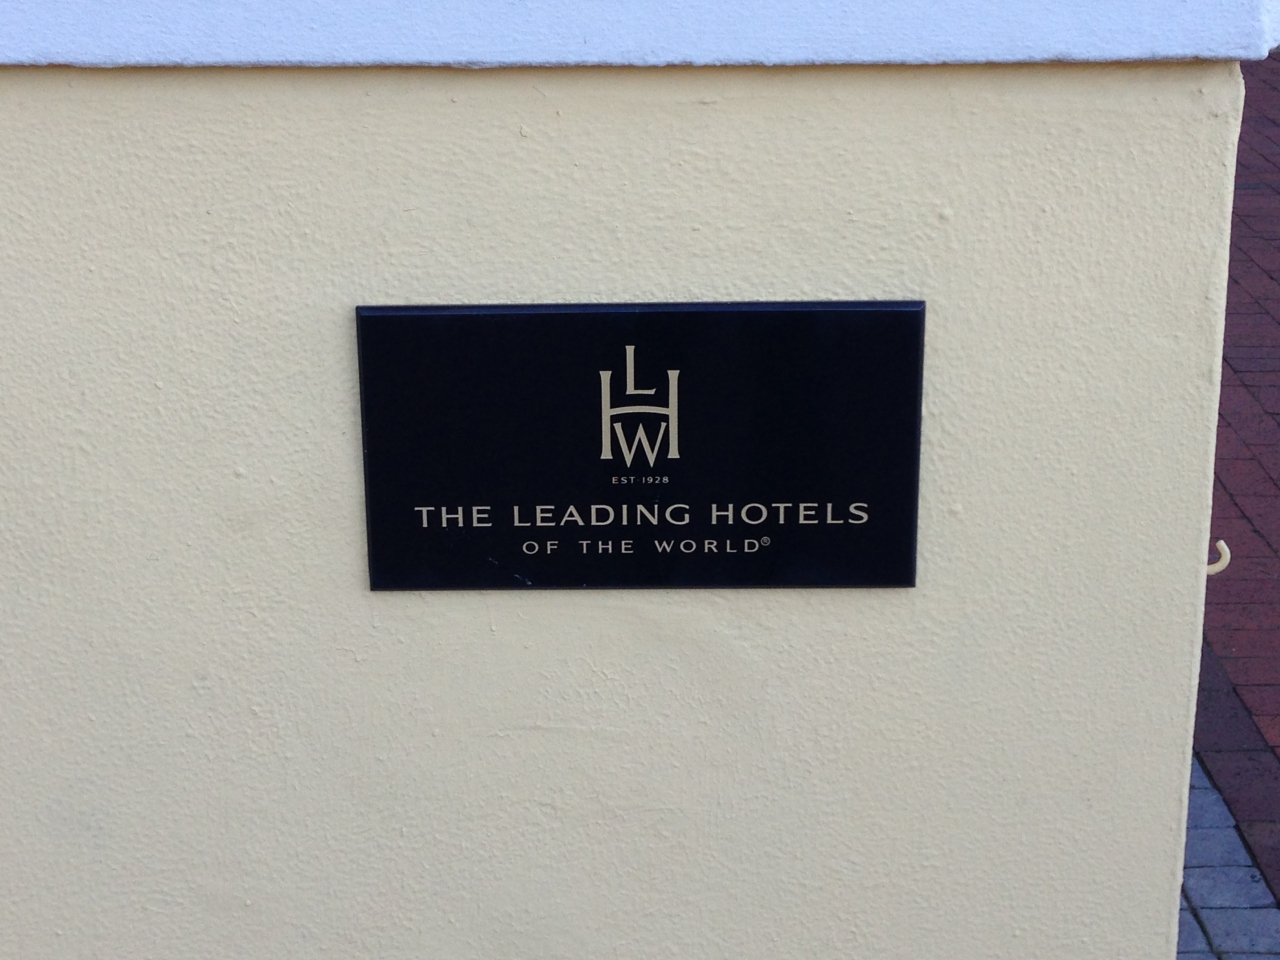 LHW
EST 1928
THE LEADING HOTELS
OF THE WORLD®